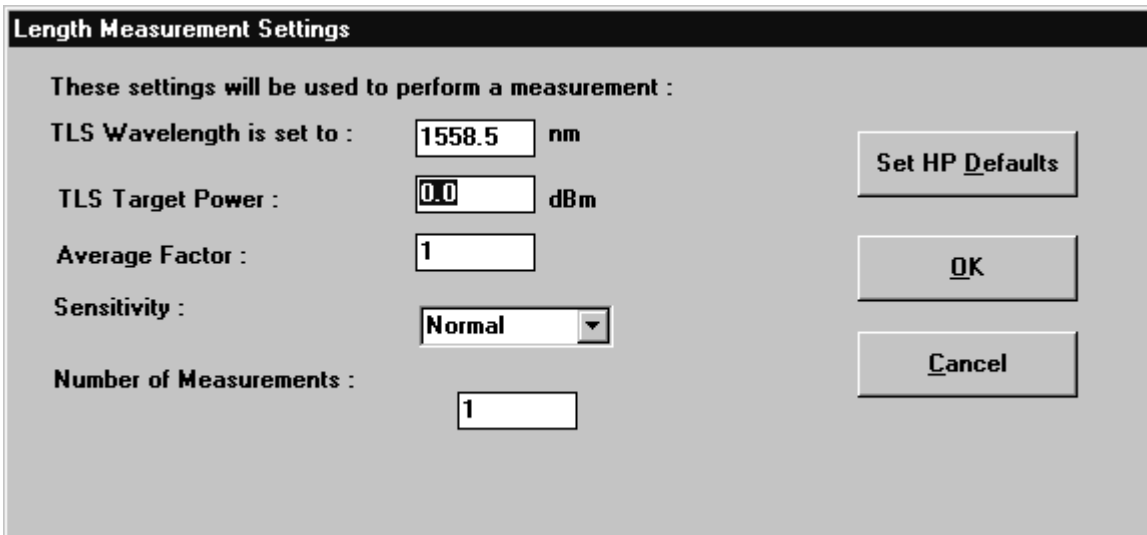 Length Measurement Settings
These settings will be used to perform a measurement :
TLS Wavelength is set to : 1558.5 nm
TLS Target Power : 0.0 dBm
Average Factor : 1
Sensitivity : Normal
Number of Measurements : 1
Set HP Defaults
OK
Cancel